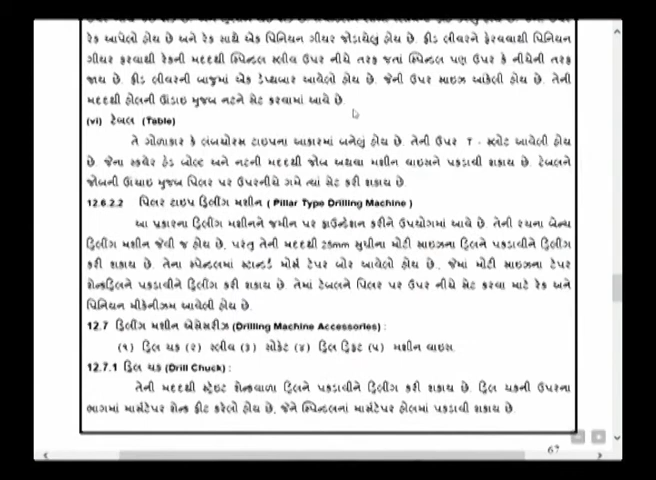 રેક આપેલો હોય છે અને રેક સાથે એક પિનિયન ગીયર જોડાયેલુ હોય છે. ફીડ લીવરને ફેરવવાથી પિનિયન
ગીયર ફરવાથી રેકની મદદથી સ્પિન્ડલ સ્લીવ ઉપર નીચે તરફ જતાં સ્પિન્ડલ પણ ઉપર કે નીચેની તરફ
જાય છે. ફીડ લીવરની બાજુમાં એક ડેપ્થબાર આવેલો હોય છે. જેની ઉપર સાઇઝ આંકેલી હોય છે. તેની
મદદથી હોલની ઊંડાઇ મુજબ નટને સેટ કરવામાં આવે છે.
(vi) ટેબલ (Table)
તે ગોળાકાર કે લંબચોરસ ટાઇપના આકારમાં બનેલું હોય છે. તેની ઉપર T - સ્લોટ આવેલી હોય
છે. જેના સ્કવેર હેડ બોલ્ટ અને નટની મદદથી જોબ અથવા મશીન વાઇસને પકડાવી શકાય છે. ટેબલને
જોબની ઊંચાઇ મુજબ પિલર પર ઉપરનીચે ગમે ત્યાં સેટ કરી શકાય છે.
12.6.2.2 પિલર ટાઇપ ડ્રિલીંગ મશીન ( Pillar Type Drilling Machine )
આ પ્રકારના ડ્રિલીંગ મશીનને જમીન પર ફાઉન્ડેશન કરીને ઉપયોગમાં આવે છે. તેની રચના બેન્ચ
ડ્રિલીંગ મશીન જેવી જ હોય છે. પરંતુ તેની મદદથી 25mm સુધીના મોટી સાઇઝના ડ્રિલને પકડાવીને ડ્રિલીંગ
કરી શકાય છે. તેના સ્પિન્ડલમાં સ્ટાન્ડર્ડ મોર્સ ટેપર બોર આવેલો હોય છે. જેમાં મોટી સાઇઝના ટેપર
શેન્કડ્રિલને પકડાવીને ડ્રિલીંગ કરી શકાય છે. તેમાં ટેબલને પિલર પર ઉપર નીચે સેટ કરવા માટે રેક અને
પિનિયન મીકેનીઝમ આવેલી હોય છે.
12.7 ડ્રિલીંગ મશીન એસેસરીઝ (Drilling Machine Accessories) :
(૧) ડ્રિલ ચક (૨) સ્લીવ (૩) સોકેટ (૪) ડ્રિલ ડ્રિફ્ટ (૫) મશીન વાઇસ.
12.7.1 ડ્રિલ ચક (Drill Chuck) :
તેની મદદથી સ્ટ્રેઇટ શેન્કવાળા ડ્રિલને પકડાવીને ડ્રિલીંગ કરી શકાય છે. ડ્રિલ ચકની ઉપરના
ભાગમાં માર્સટેપર શેન્ક ફીટ કરેલો હોય છે. જેને સ્પિન્ડલનાં માર્સટેપર હોલમાં પકડાવી શકાય છે.
67